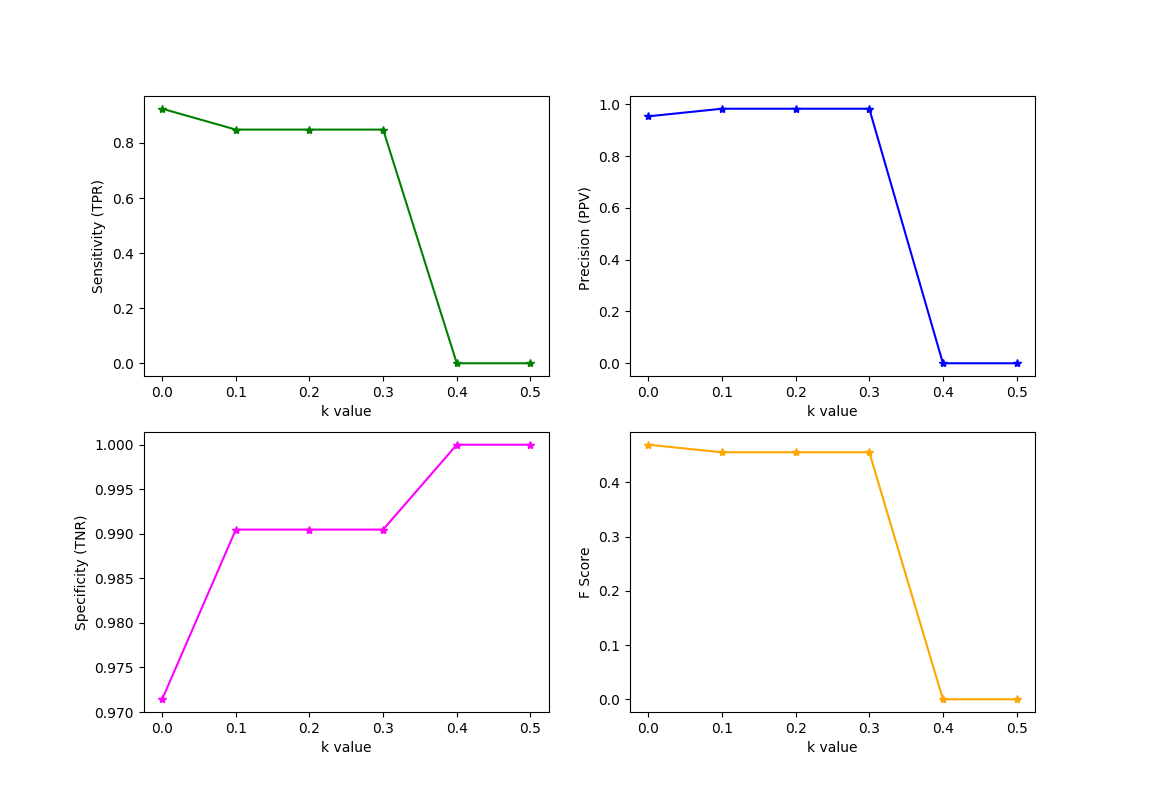 Sensitivity (TPR)
0.8
0.6
0.4
0.2
0.0
0.0 0.1 0.2 0.3 0.4 0.5
k value
Precision (PPV)
1.0
0.8
0.6
0.4
0.2
0.0
0.0 0.1 0.2 0.3 0.4 0.5
k value
Specificity (TNR)
1.000
0.995
0.990
0.985
0.980
0.975
0.970
0.0 0.1 0.2 0.3 0.4 0.5
k value
F Score
0.4
0.3
0.2
0.1
0.0
0.0 0.1 0.2 0.3 0.4 0.5
k value